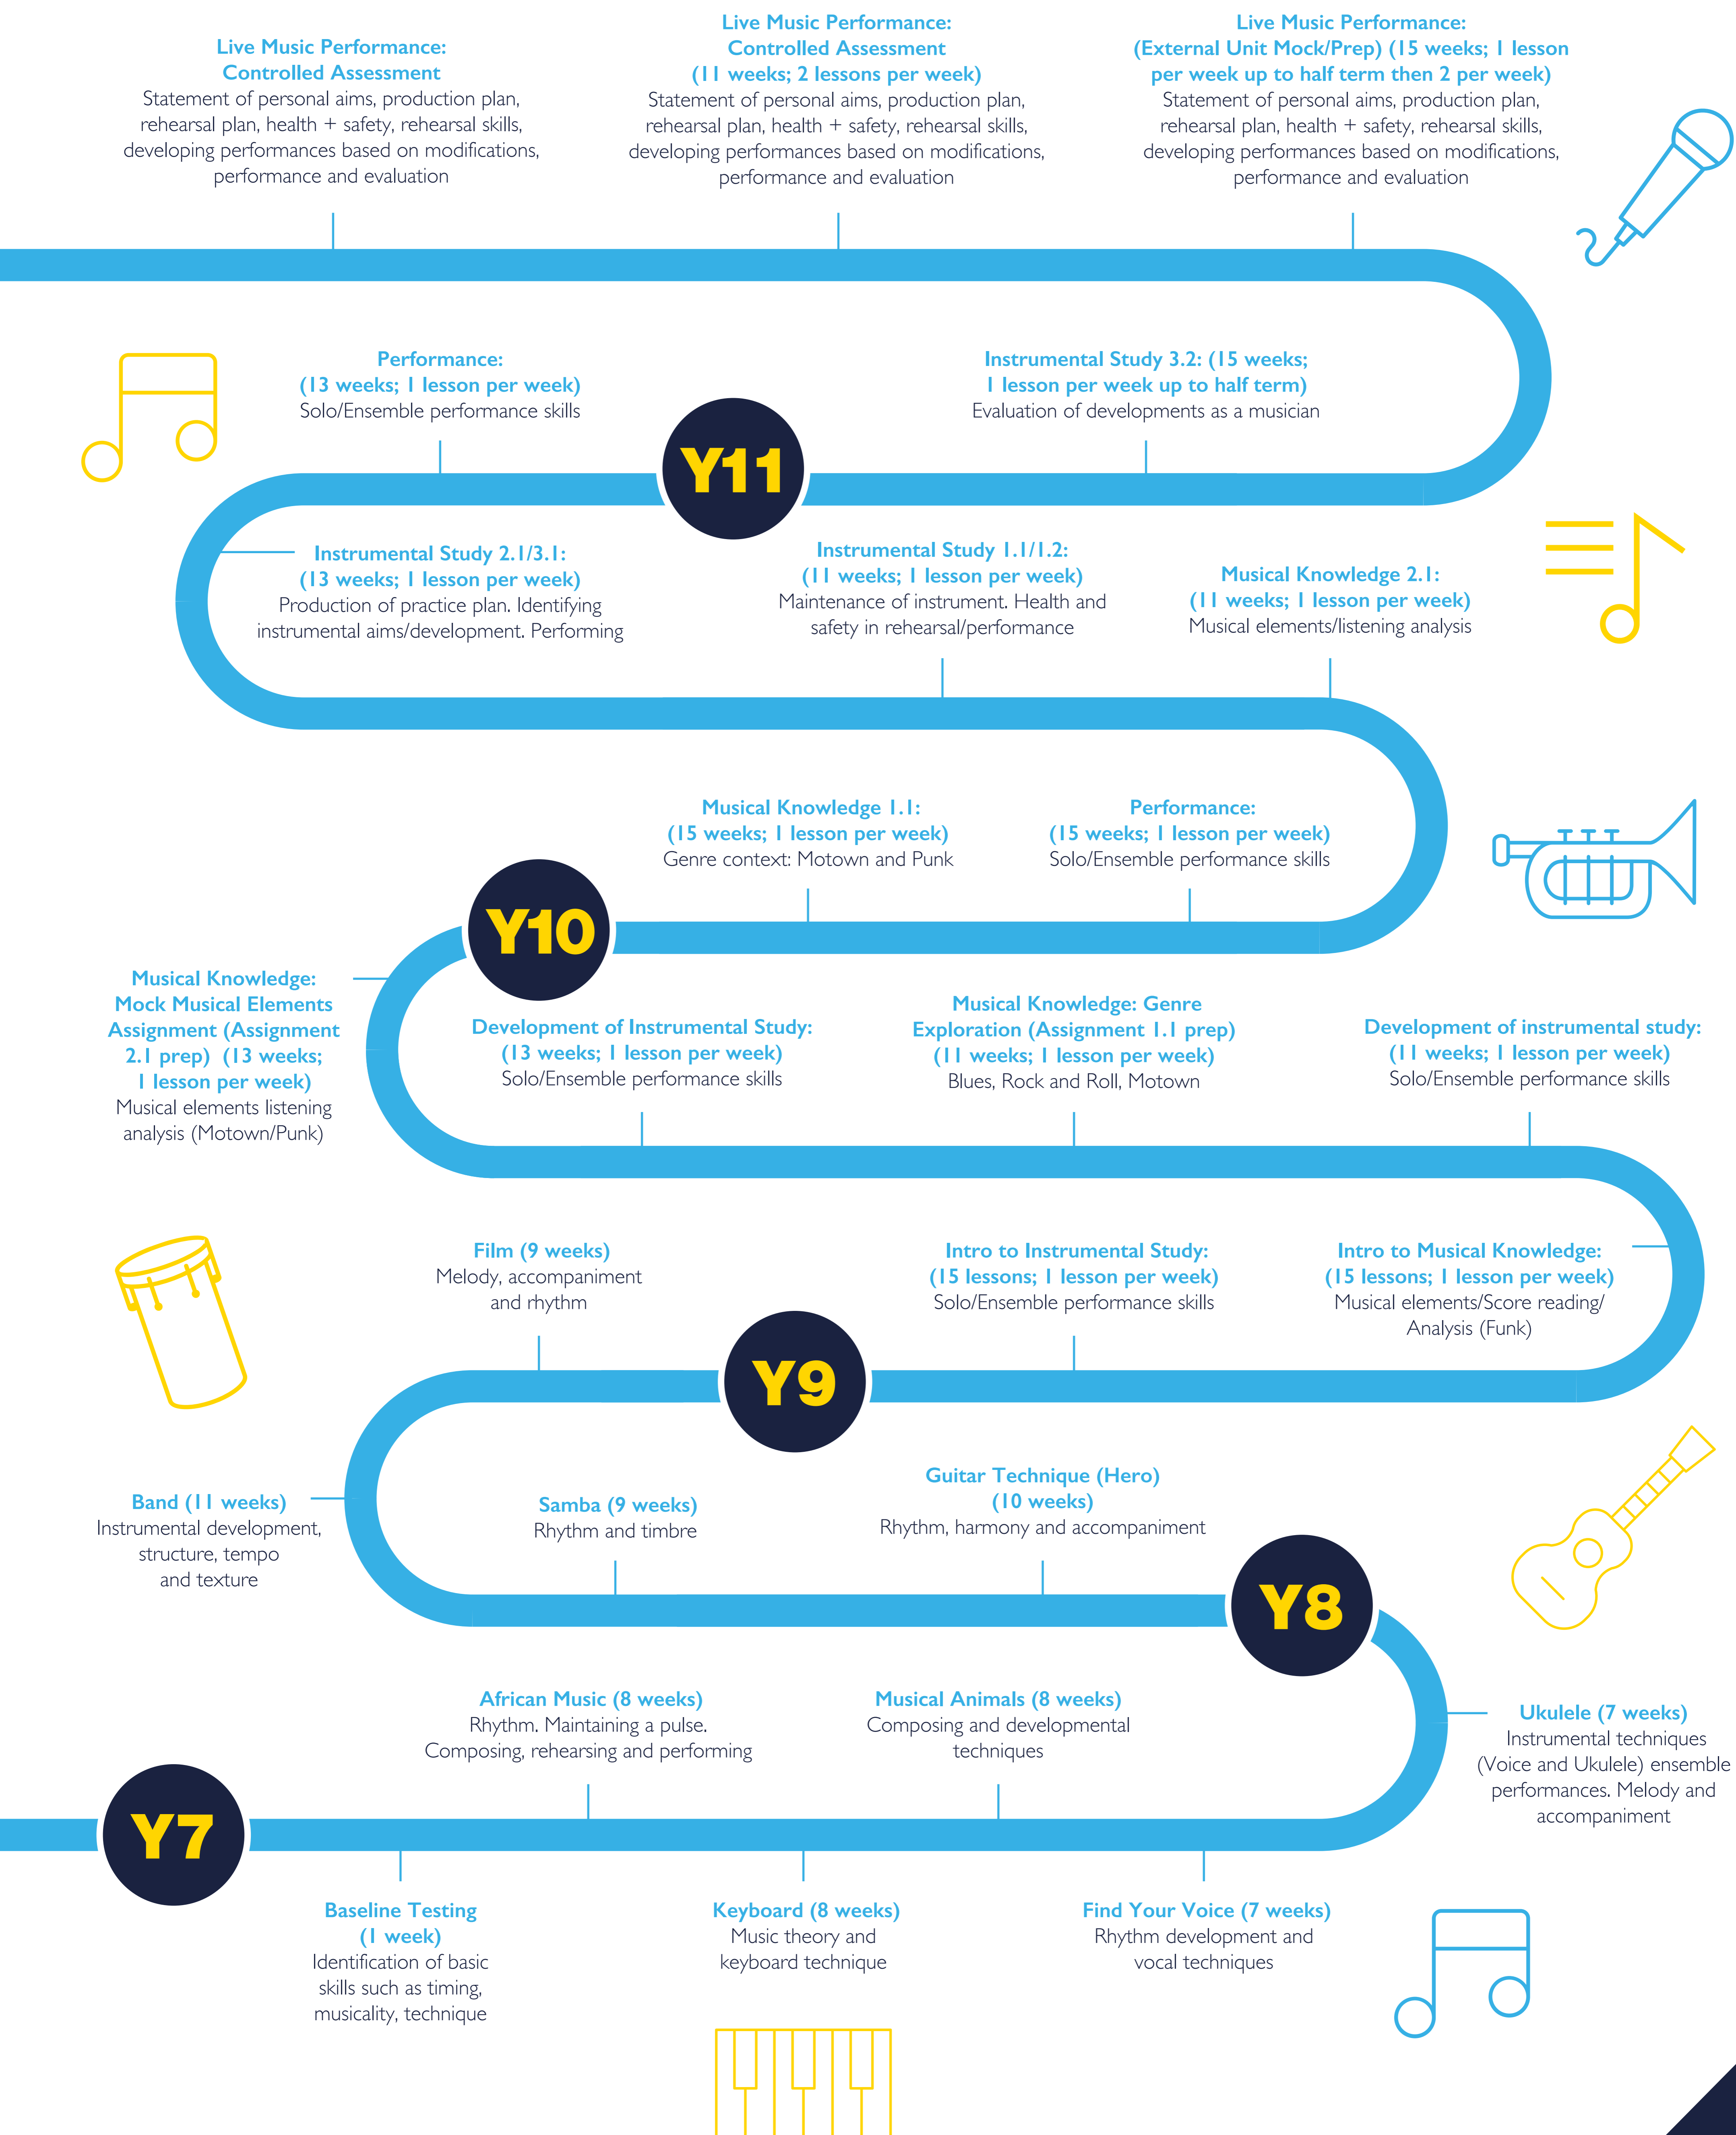 Live Music Performance:
Controlled Assessment
Statement of personal aims, production plan,
rehearsal plan, health + safety, rehearsal skills,
developing performances based on modifications,
performance and evaluation
Live Music Performance:
Controlled Assessment
(11 weeks; 2 lessons per week)
Statement of personal aims, production plan,
rehearsal plan, health + safety, rehearsal skills,
developing performances based on modifications,
performance and evaluation
Live Music Performance:
(External Unit Mock/Prep) (15 weeks; 1 lesson
per week up to half term then 2 per week)
Statement of personal aims, production plan,
rehearsal plan, health + safety, rehearsal skills,
developing performances based on modifications,
performance and evaluation
Performance:
(13 weeks; 1 lesson per week)
Solo/Ensemble performance skills
Y11
Instrumental Study 3.2: (15 weeks;
1 lesson per week up to half term)
Evaluation of developments as a musician
Instrumental Study 2.1/3.1:
(13 weeks; 1 lesson per week)
Production of practice plan. Identifying
instrumental aims/development. Performing
Instrumental Study 1.1/1.2:
(11 weeks; 1 lesson per week)
Maintenance of instrument. Health and
safety in rehearsal/performance
Musical Knowledge 2.1:
(11 weeks; 1 lesson per week)
Musical elements/listening analysis
Musical Knowledge 1.1:
(15 weeks; 1 lesson per week)
Genre context: Motown and Punk
Performance:
(15 weeks; 1 lesson per week)
Solo/Ensemble performance skills
Y10
Musical Knowledge:
Mock Musical Elements
Assignment (Assignment
2.1 prep) (13 weeks;
1 lesson per week)
Musical elements listening
analysis (Motown/Punk)
Development of Instrumental Study:
(13 weeks; 1 lesson per week)
Solo/Ensemble performance skills
Musical Knowledge: Genre
Exploration (Assignment 1.1 prep)
(11 weeks; 1 lesson per week)
Blues, Rock and Roll, Motown
Development of instrumental study:
(11 weeks; 1 lesson per week)
Solo/Ensemble performance skills
Film (9 weeks)
Melody, accompaniment
and rhythm
Y9
Intro to Instrumental Study:
(15 lessons; 1 lesson per week)
Solo/Ensemble performance skills
Intro to Musical Knowledge:
(15 lessons; 1 lesson per week)
Musical elements/Score reading/
Analysis (Funk)
Band (11 weeks)
Instrumental development,
structure, tempo
and texture
Samba (9 weeks)
Rhythm and timbre
Guitar Technique (Hero)
(10 weeks)
Rhythm, harmony and accompaniment
Y8
African Music (8 weeks)
Rhythm. Maintaining a pulse.
Composing, rehearsing and performing
Musical Animals (8 weeks)
Composing and developmental
techniques
Ukulele (7 weeks)
Instrumental techniques
(Voice and Ukulele) ensemble
performances. Melody and
accompaniment
Y7
Baseline Testing
(1 week)
Identification of basic
skills such as timing,
musicality, technique
Keyboard (8 weeks)
Music theory and
keyboard technique
Find Your Voice (7 weeks)
Rhythm development and
vocal techniques